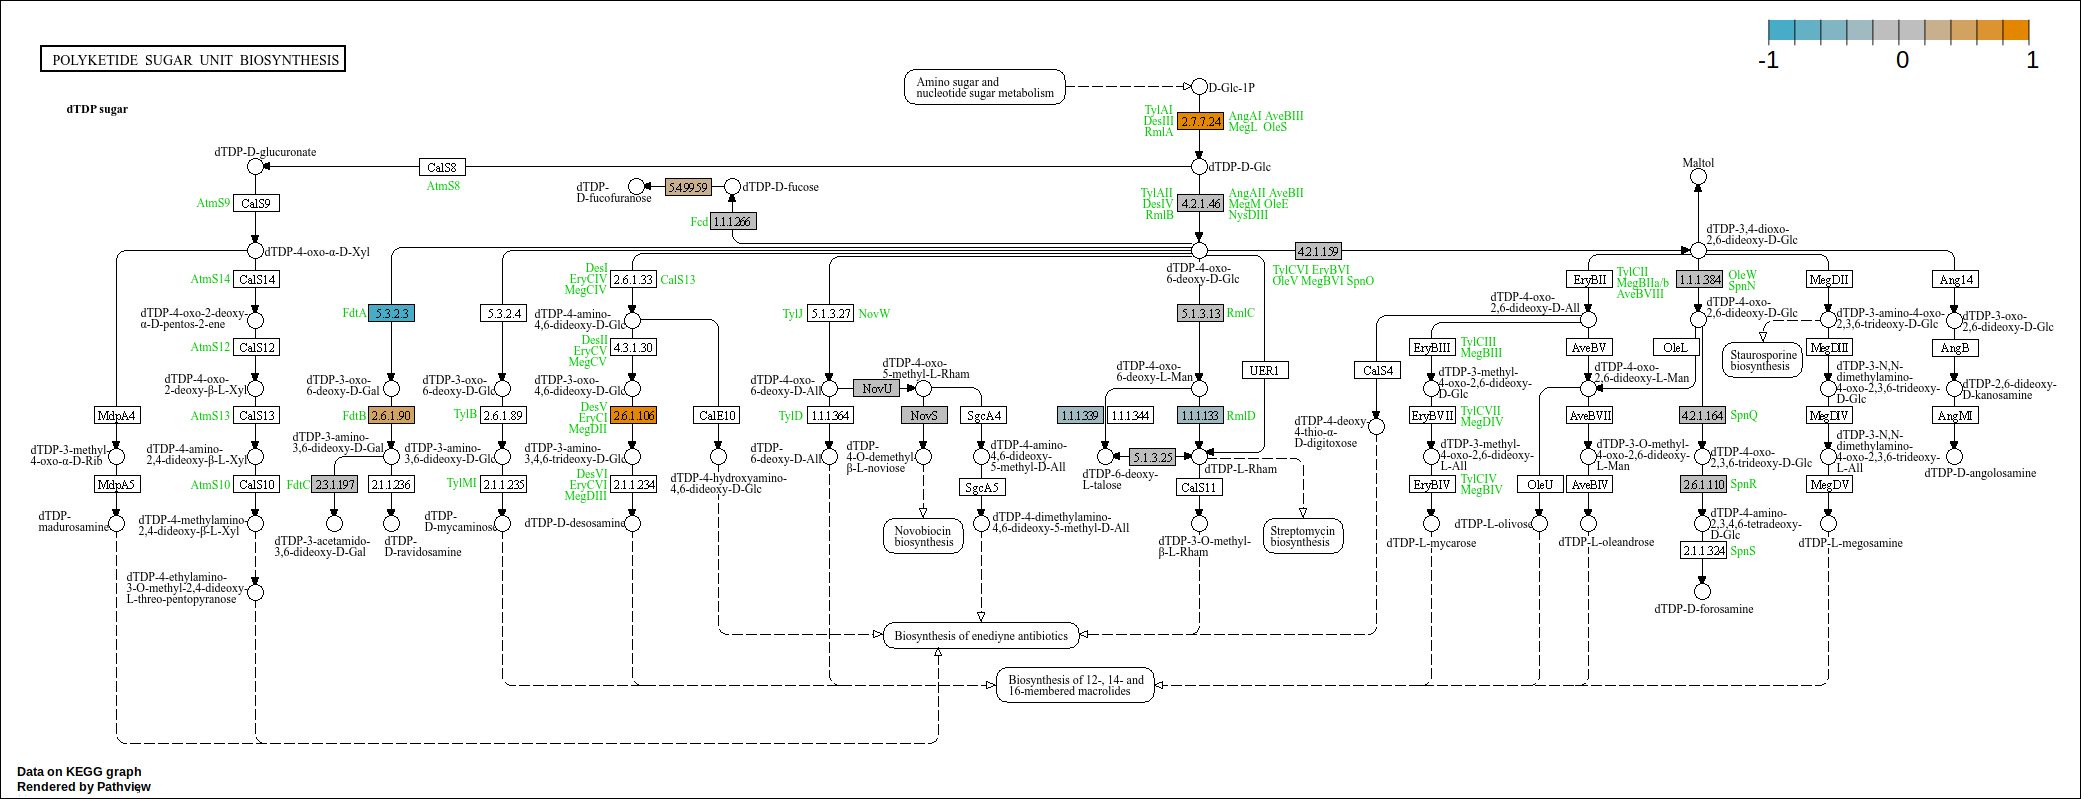 -1
0
1
POLYKETIDE SUGAR UNIT BIOSYNTHESIS
Amino sugar and
nucleotide sugar metabolism
D-Glc-1P
dTDP sugar
TylAI
DesIII
RmlA
2.7.7.24
AngAI AveBIII
MegL OleS
dTDP-D-glucuronate
CalS8
AtmS8
dTDP-D-Glc
Maltol
dTDP-
D-fucofuranose
5.4.99.59
dTDP-D-fucose
AtmS9
CalS9
TylAII
DesIV
RmlB
4.2.1.46
AngAII AveBII
MegM OleE
NysDIII
Fcd
1.1.1.266
dTDP-3,4-dioxo-
2,6-dideoxy-D-Glc
dTDP-4-oxo-α-D-Xyl
4.2.1.159
TylCVI EryBVI
OleV MegBVI SpnO
dTDP-4-oxo-
6-deoxy-D-Glc
AtmS14
CalS14
DesI
EryCIV
MegCIV
2.6.1.33
CalS13
EryBII
TylCII
MegBIIa/b
AveBVIII
1.1.1.384
OleW
SpnN
MegDII
Ang14
dTDP-4-oxo-2-deoxy-
α-D-pentos-2-ene
FdtA
5.3.2.3
5.3.2.4
dTDP-4-amino-
4,6-dideoxy-D-Glc
TylJ
5.1.3.27
NovW
5.1.3.13
RmlC
dTDP-4-oxo-
2,6-dideoxy-D-All
dTDP-4-oxo-
2,6-dideoxy-D-Glc
dTDP-3-amino-4-oxo-
2,3,6-trideoxy-D-Glc
dTDP-3-oxo-
2,6-dideoxy-D-Glc
AtmS12
CalS12
DesII
EryCV
MegCV
4.3.1.30
EryBIII
TylCIII
MegBIII
AveBV
OleL
Staurosporine
biosynthesis
MegDIII
AngB
dTDP-4-oxo-
2-deoxy-β-L-Xyl
dTDP-3-oxo-
6-deoxy-D-Gal
dTDP-3-oxo-
6-deoxy-D-Glc
dTDP-3-oxo-
4,6-dideoxy-D-Glc
dTDP-4-oxo-
6-deoxy-D-All
NovU
dTDP-4-oxo-
5-methyl-L-Rham
dTDP-4-oxo-
6-deoxy-L-Man
UER1
CalS4
dTDP-3-methyl-
4-oxo-2,6-dideoxy-
D-Glc
dTDP-4-oxo-
2,6-dideoxy-L-Man
dTDP-3-N,N-
dimethylamino-
4-oxo-2,3,6-trideoxy-
D-Glc
dTDP-2,6-dideoxy-
D-kanosamine
MdpA4
AtmS13
CalS13
FdtB
2.6.1.90
TylB
2.6.1.89
DesV
EryCI
MegDII
2.6.1.106
CalE10
TylD
1.1.1.364
NovS
SgcA4
1.1.1.339
1.1.1.344
1.1.1.133
RmlD
dTDP-4-deoxy-
4-thio-α-
D-digitoxose
EryBVII
TylCVII
MegDIV
AveBVII
4.2.1.164
SpnQ
MegDIV
AngMI
dTDP-3-methyl-
4-oxo-α-D-Rib
dTDP-4-amino-
2,4-dideoxy-β-L-Xyl
dTDP-3-amino-
3,6-dideoxy-D-Gal
dTDP-3-amino-
3,6-dideoxy-D-Glc
dTDP-3-amino-
3,4,6-trideoxy-D-Glc
dTDP-4-hydroxyamino-
4,6-dideoxy-D-Glc
dTDP-
6-deoxy-D-All
dTDP-
4-O-demethyl-
β-L-noviose
dTDP-4-amino-
4,6-dideoxy-
5-methyl-D-All
5.1.3.25
dTDP-6-deoxy-
L-talose
dTDP-L-Rham
dTDP-3-methyl-
4-oxo-2,6-dideoxy-
L-All
dTDP-3-O-methyl-
4-oxo-2,6-dideoxy-
L-Man
dTDP-4-oxo-
2,3,6-trideoxy-D-Glc
dTDP-3-N,N-
dimethylamino-
4-oxo-2,3,6-trideoxy-
L-All
dTDP-D-angolosamine
MdpA5
AtmS10
CalS10
FdtC
2.3.1.197
2.1.1.236
TylMI
2.1.1.235
DesVI
EryCVI
MegDIII
2.1.1.234
SgcA5
CalS11
EryBIV
TylCIV
MegBIV
OleU
AveBIV
2.6.1.110
SpnR
MegDV
dTDP-
madurosamine
dTDP-4-methylamino-
2,4-dideoxy-β-L-Xyl
dTDP-3-acetamido-
3,6-dideoxy-D-Gal
dTDP-
D-ravidosamine
dTDP-
D-mycaminose
dTDP-D-desosamine
Novobiocin
biosynthesis
dTDP-4-dimethylamino-
4,6-dideoxy-5-methyl-D-All
dTDP-3-O-methyl-
β-L-Rham
Streptomycin
biosynthesis
dTDP-L-mycarose
dTDP-L-olivose
dTDP-L-oleandrose
dTDP-4-amino-
2,3,4,6-tetradeoxy-
D-Glc
dTDP-L-megosamine
2.1.1.324
SpnS
dTDP-4-ethylamino-
3-O-methyl-2,4-dideoxy-
L-threo-pentopyranose
dTDP-D-forosamine
Biosynthesis of enediyne antibiotics
Biosynthesis of 12-, 14- and
16-membered macrolides
Data on KEGG graph
Rendered by Pathview